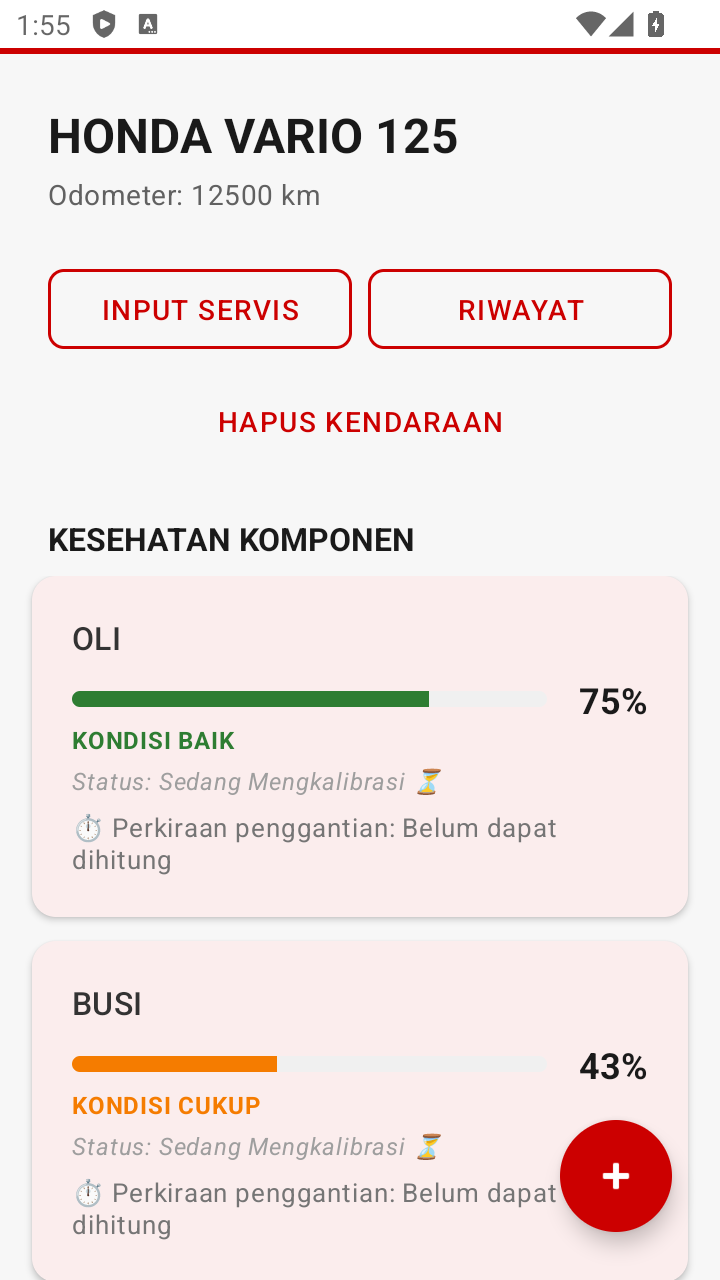 1:55
HONDA VARIO 125
Odometer: 12500 km
INPUT SERVIS
RIWAYAT
HAPUS KENDARAAN
KESEHATAN KOMPONEN
OLI
75%
KONDISI BAIK
Status: Sedang Mengkalibrasi ⏳
⏱️ Perkiraan penggantian: Belum dapat
dihitung
BUSI
43%
KONDISI CUKUP
Status: Sedang Mengkalibrasi ⏳
⏱️ Perkiraan penggantian: Belum dapat
dihitung
+